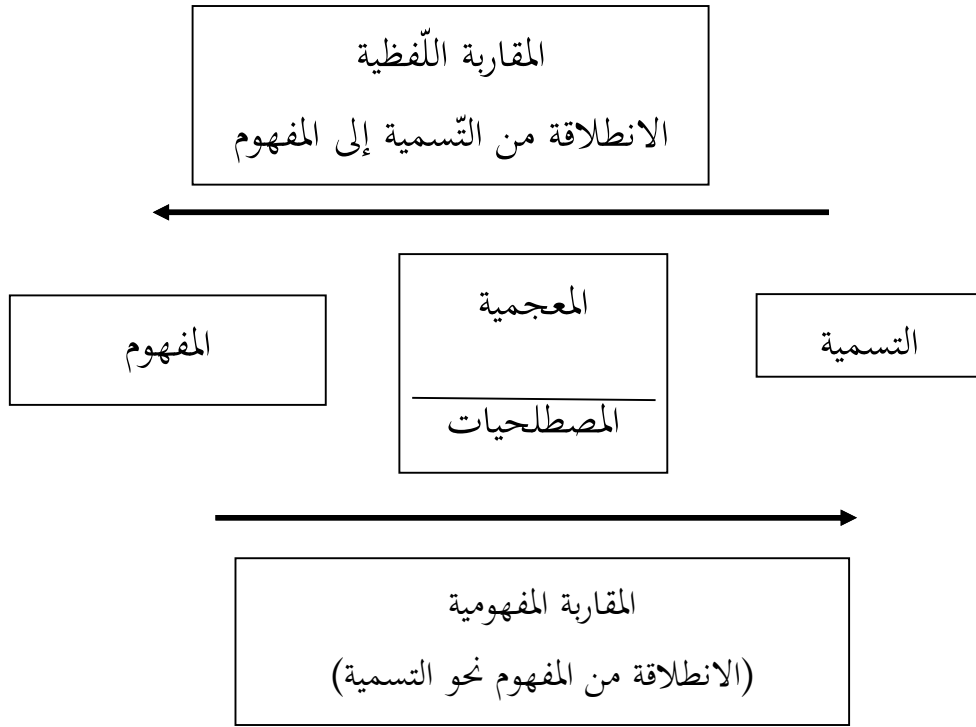 المقاربة اللّفظية
الانطلاقة من التّسمية إلى المفهوم
المعجمية
التسمية
المفهوم
المصطلحيات
المقاربة المفهومية
(الانطلاقة من المفهوم نحو التسمية)